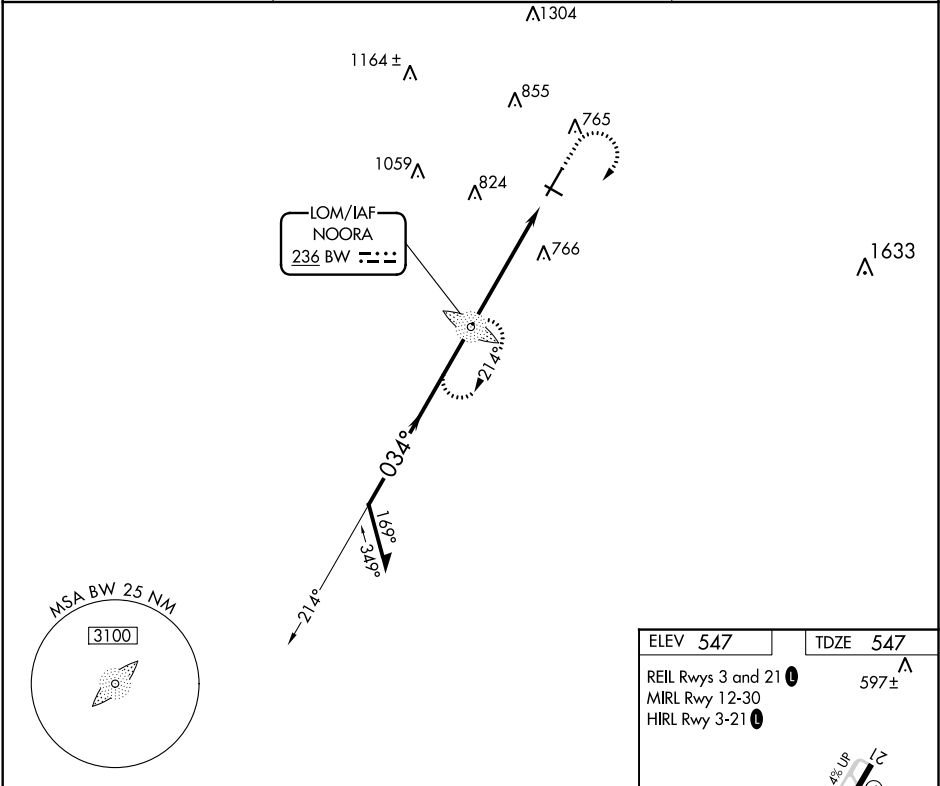 1304
1164 ±
855
765
1059
824
LOM/IAF
NOORA
236 BW
766
1633
214°
034°
169°
349°
214°
MSA BW 25 NM
3100
ELEV 547
TDZE 547
REIL Rwys 3 and 21 L
597±
MIRL Rwy 12-30
HIRL Rwy 3-21 L
4% UP
21